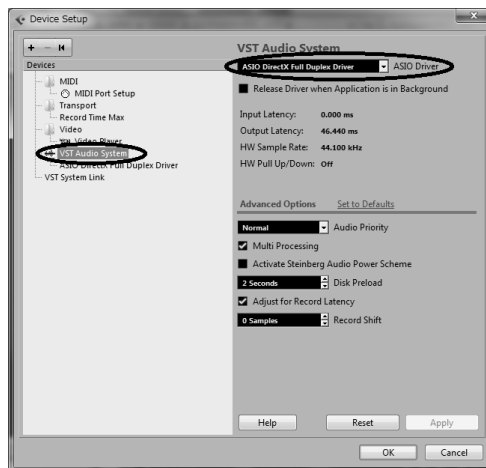 Device Setup
Devices
MIDI
MIDI Port Setup
Transport
Record Time Max
Video
Video Player
VST Audio System
ASIO DirectX Full Duplex Driver
VST System Link
VST Audio System
ASIO DirectX Full Duplex Driver ASIO Driver
Release Driver when Application is in Background
Input Latency: 0.000 ms
Output Latency: 46.440 ms
HW Sample Rate: 44.100 kHz
HW Pull Up/Down: Off
Advanced Options Set to Defaults
Normal Audio Priority
Multi Processing
Activate Steinberg Audio Power Scheme
2 Seconds Disk Preload
Adjust for Record Latency
0 Samples Record Shift
Help Reset Apply
OK Cancel